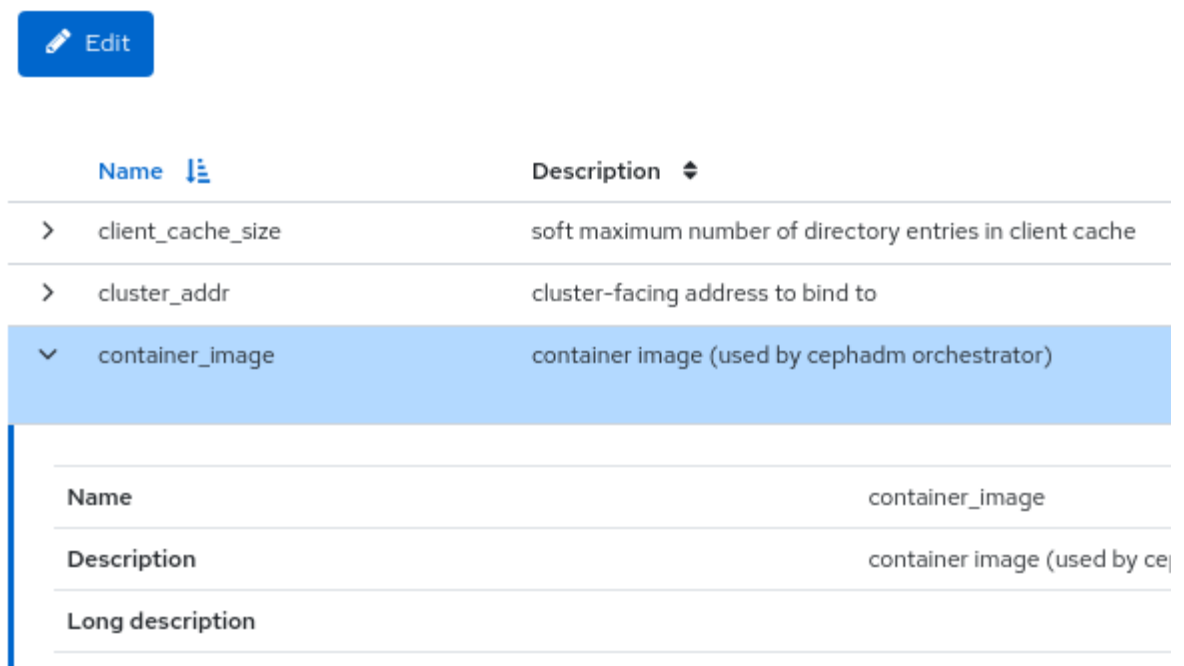 Edit
Name Description
client_cache_size soft maximum number of directory entries in client cache
cluster_addr cluster-facing address to bind to
container_image container image (used by cephadm orchestrator)
Name container_image
Description container image (used by cep
Long description